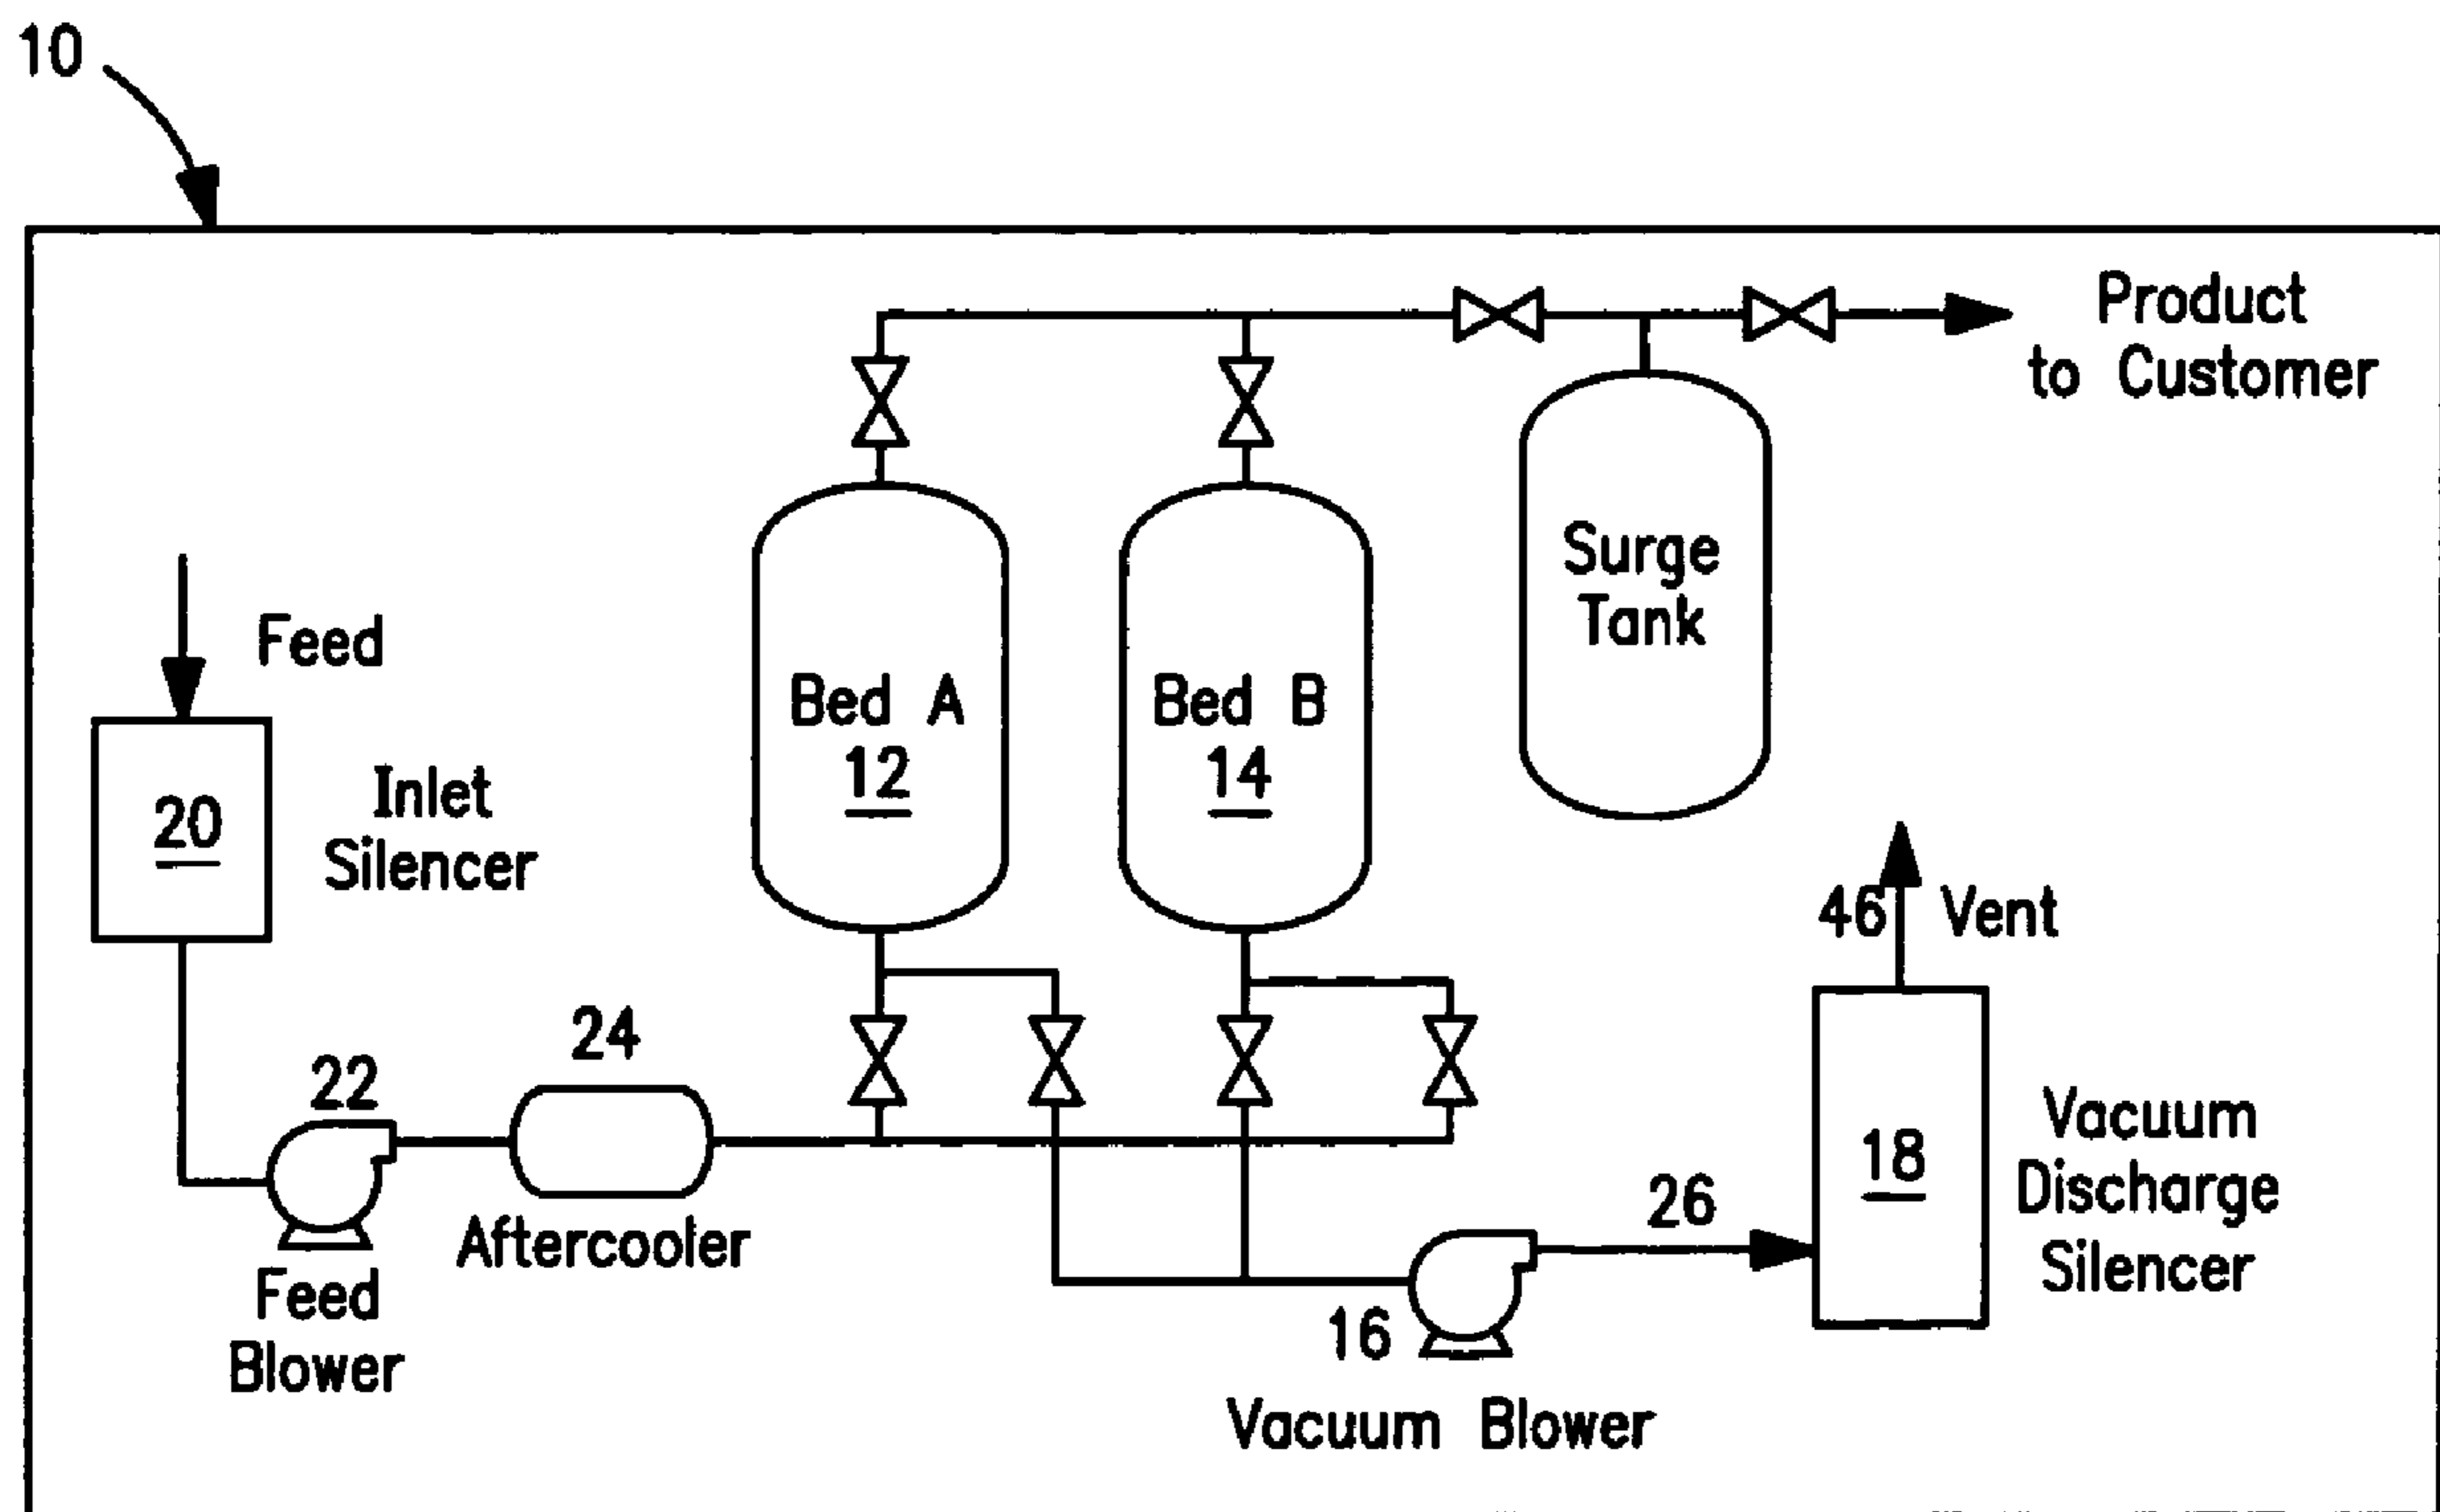 10
Product
to Customer
Surge
Tank
Feed
Bed A
12
Bed B
14
20
Inlet
Silencer
46 Vent
24
22
Aftercooler
Feed
Blower
18
Vacuum
Discharge
Silencer
26
16
Vacuum Blower